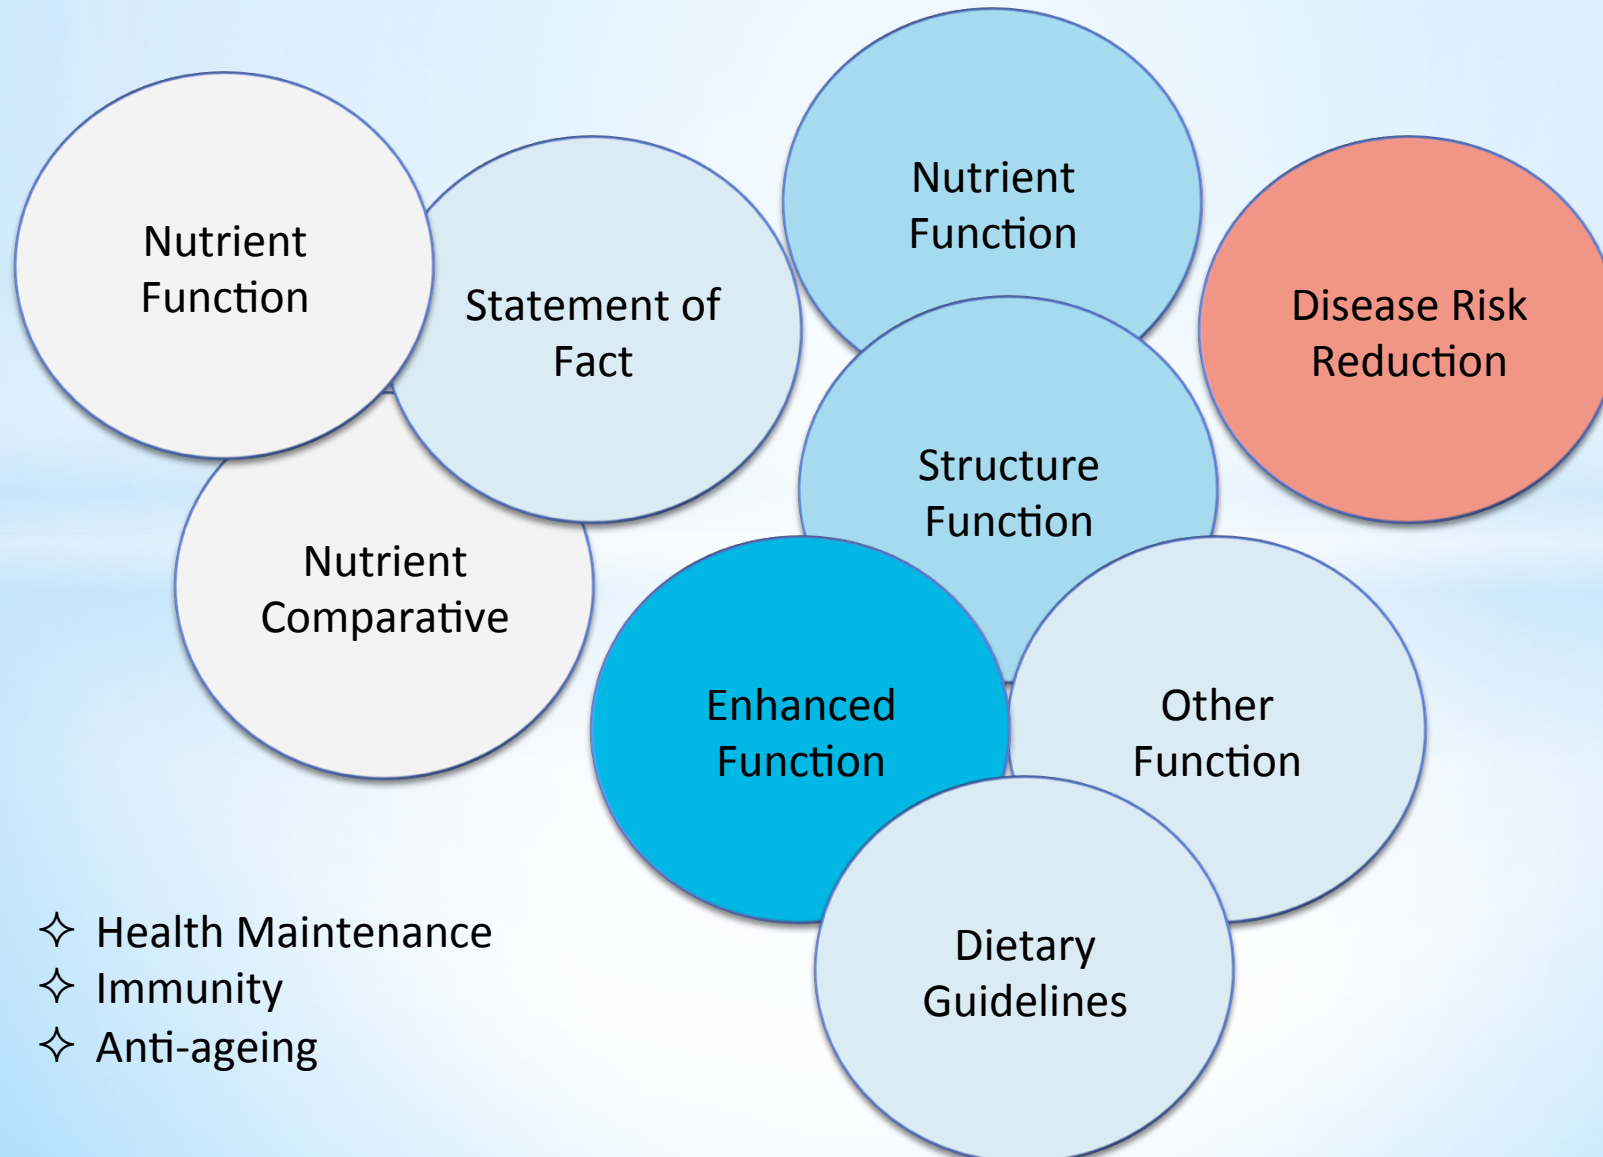 Nutrient
Function
Statement of
Fact
Nutrient
Comparative
Nutrient
Function
Structure
Function
Disease Risk
Reduction
Enhanced
Function
Other
Function
Dietary
Guidelines
✧ Health Maintenance
✧ Immunity
✧ Anti-ageing